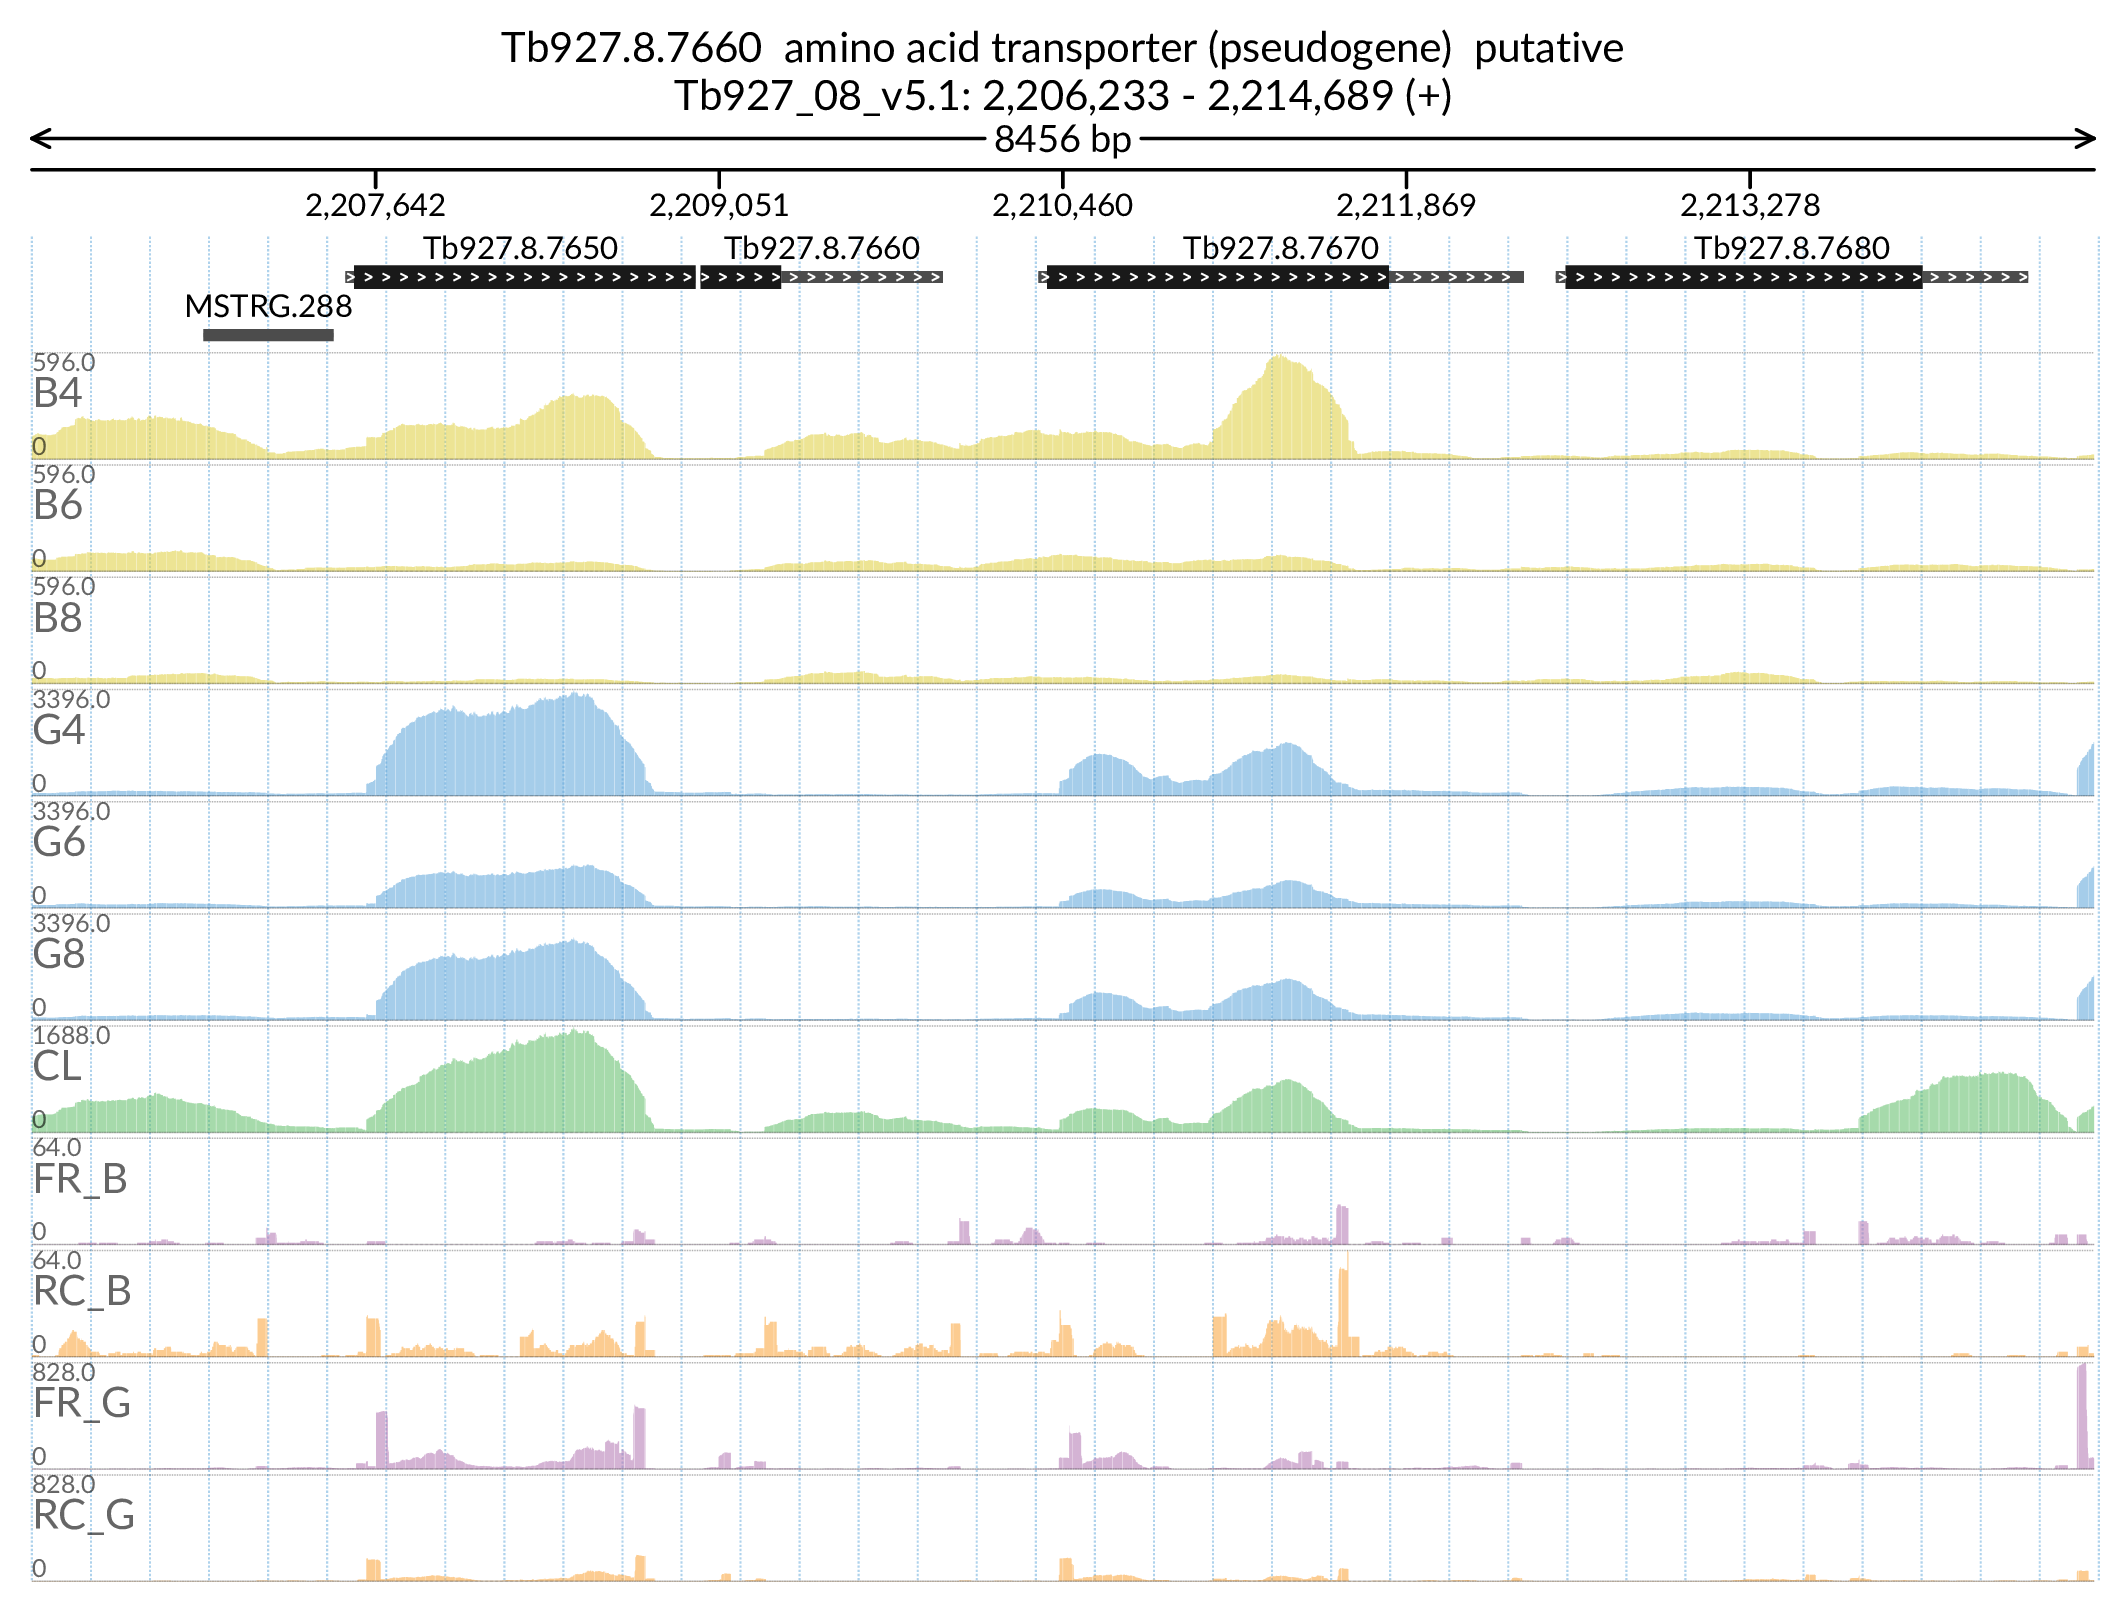 Tb927.8.7660 amino acid transporter (pseudogene) putative
Tb927_08_v5.1: 2,206,233 - 2,214,689 (+)
8456 bp
2,207,642 2,209,051 2,210,460 2,211,869 2,213,278
Tb927.8.7650 Tb927.8.7660 Tb927.8.7670 Tb927.8.7680
MSTRG.288
596.0
B4
0
596.0
B6
0
596.0
B8
0
3396.0
G4
0
3396.0
G6
0
3396.0
G8
0
1688.0
CL
0
64.0
FR_B
0
64.0
RC_B
0
828.0
FR_G
0
828.0
RC_G
0